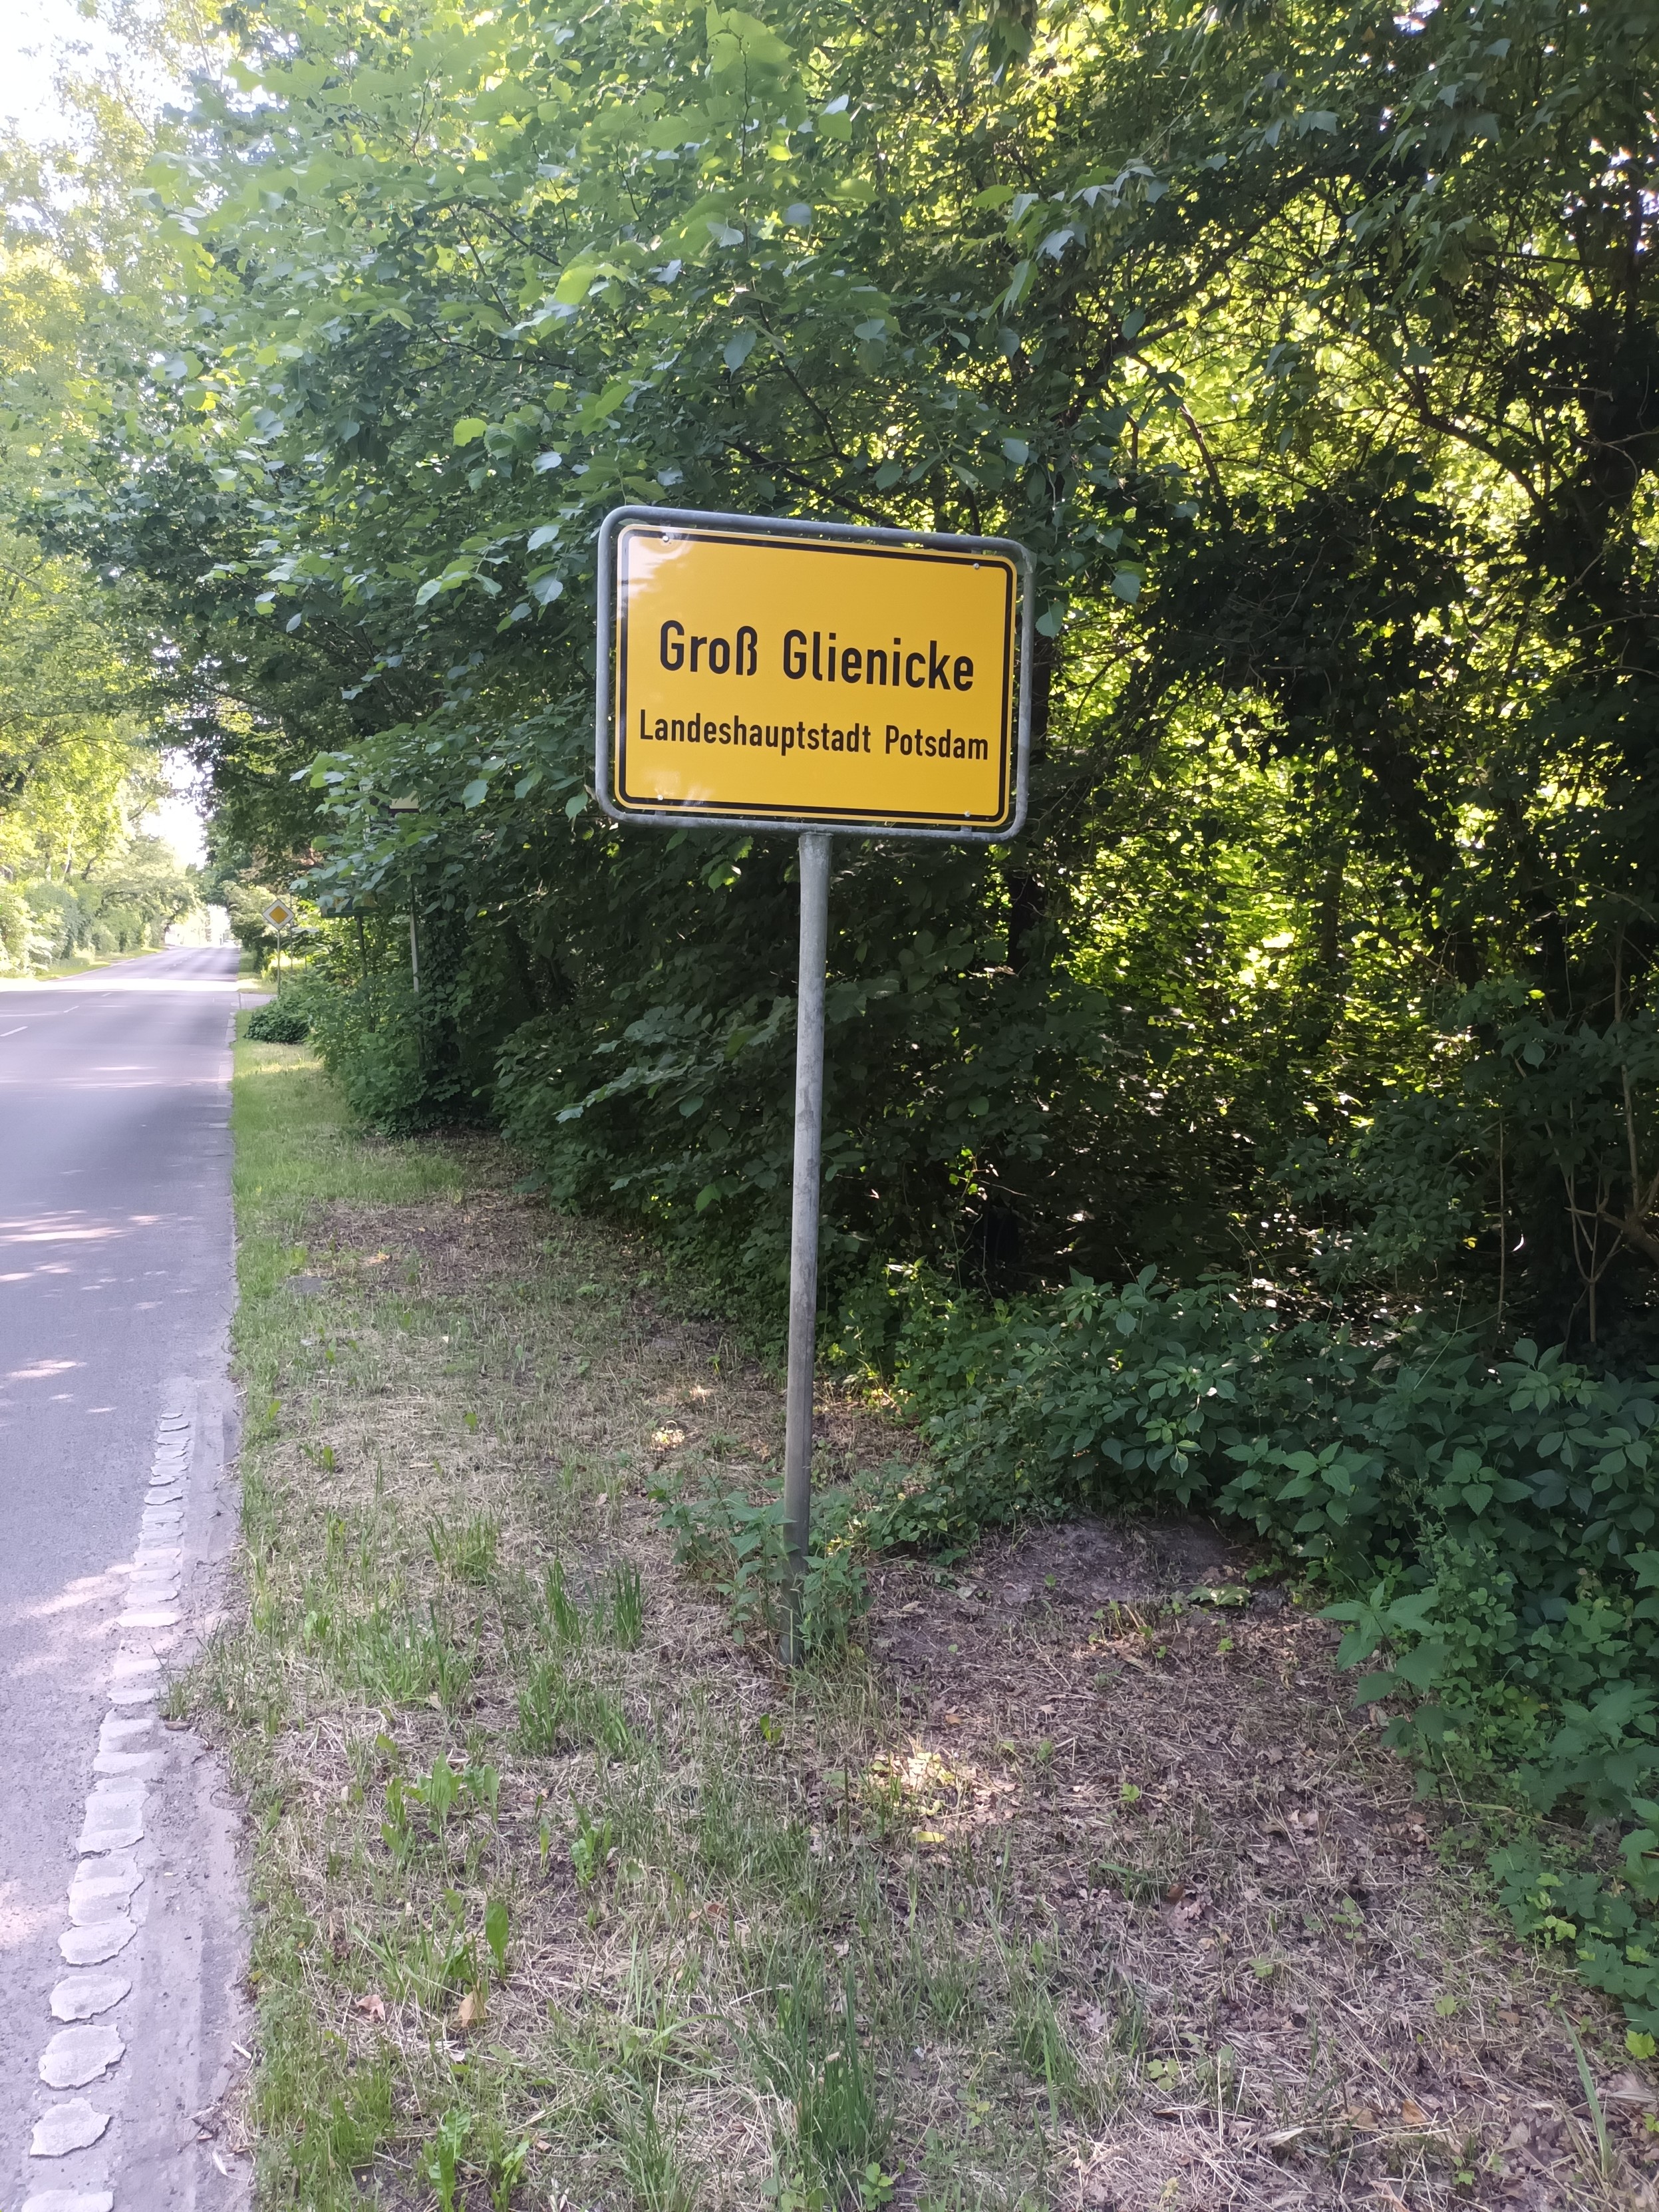 Groß Glienicke
Landeshauptstadt Potsdam